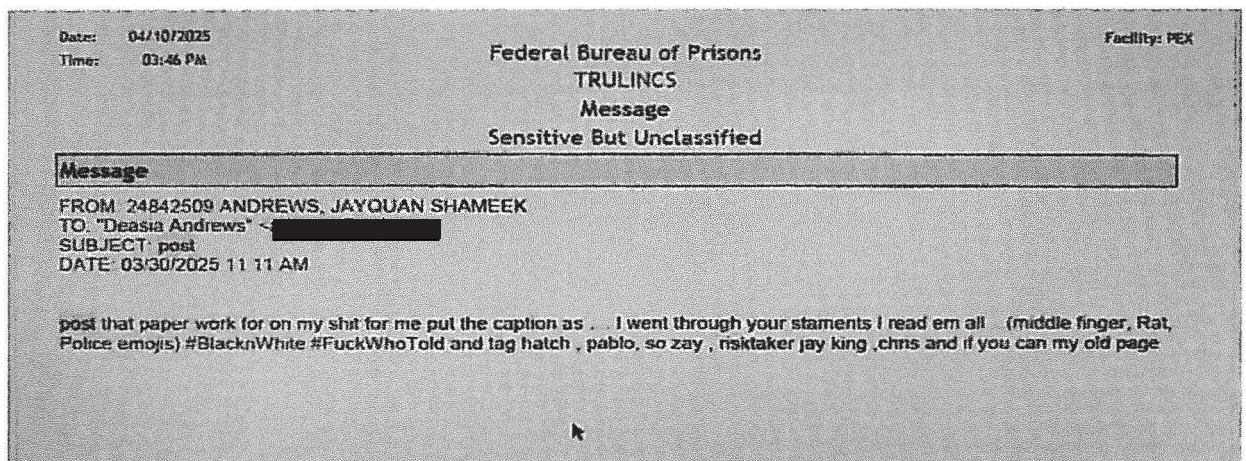 Date: 04/10/2025
Time: 03:46 PM
Facility: PEX
Federal Bureau of Prisons
TRULINCS
Message
Sensitive But Unclassified
Message
FROM: 24842509 ANDREWS, JAYQUAN SHAMEEK
TO: "Deasia Andrews" <
SUBJECT: post
DATE: 03/30/2025 11:11 AM
post that paper work for on my shit for me put the caption as . . I went through your staments I read em all (middle finger, Rat,
Police emojis) #BlacknWhite #FuckWhoTold and tag hatch , pablo, so zay , risktaker jay king ,chris and if you can my old page